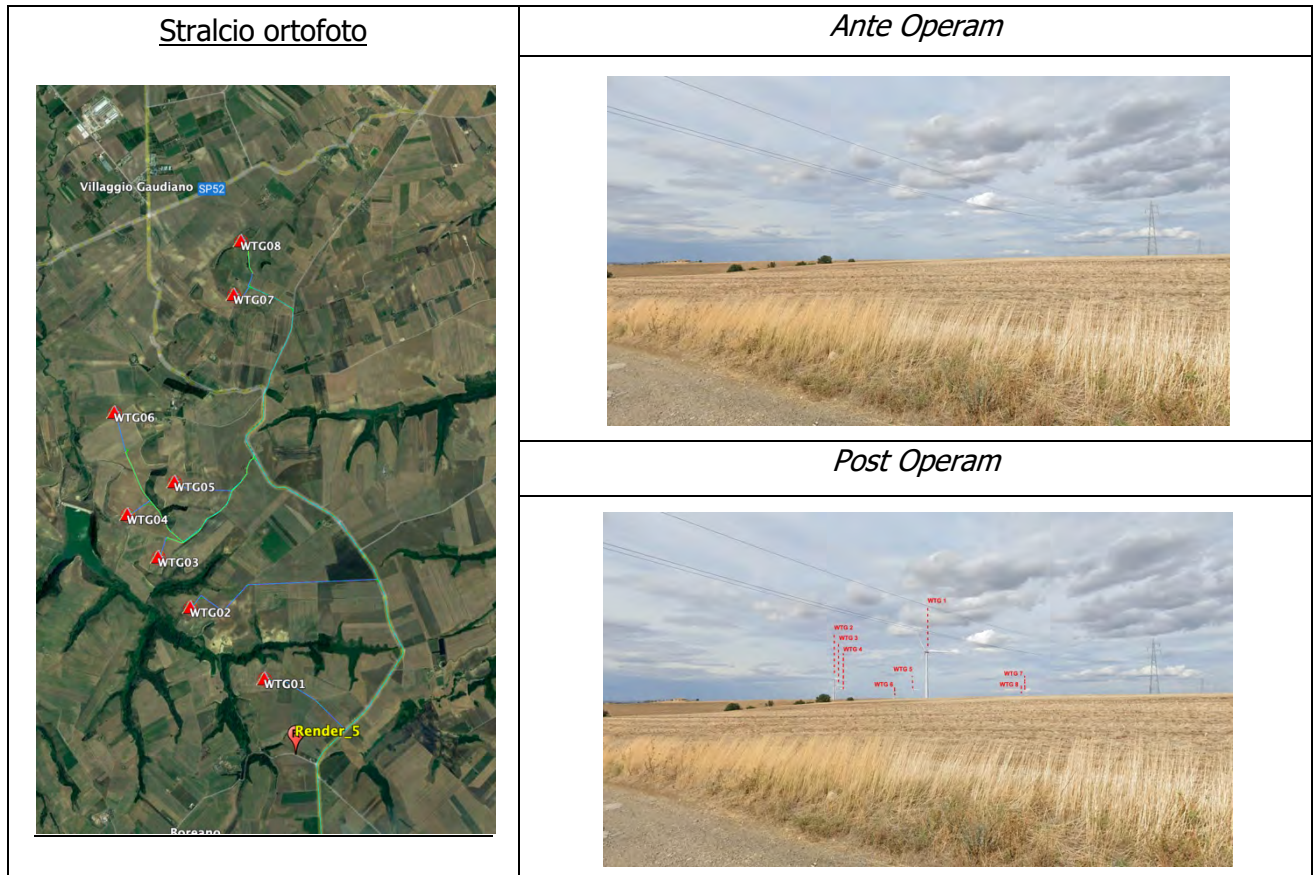 Stralcio ortofoto
Villaggio Gaudiano SP52
WTG08
WTG07
WTG06
WTG05
WTG04
WTG03
WTG02
WTG01
Render_5
Boreano
Ante Operam
Post Operam
WTG 1
WTG 2
WTG 3
WTG 4
WTG 5
WTG 6
WTG 7
WTG 8